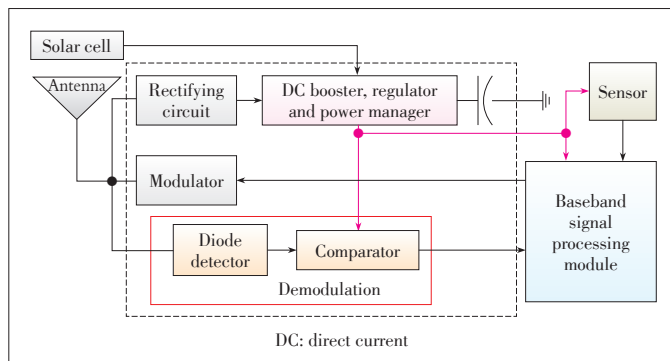 Solar cell
Antenna
Rectifying
circuit
DC booster, regulator
and power manager
Sensor
Modulator
Baseband
signal
processing
module
Diode
detector
Comparator
Demodulation
DC: direct current